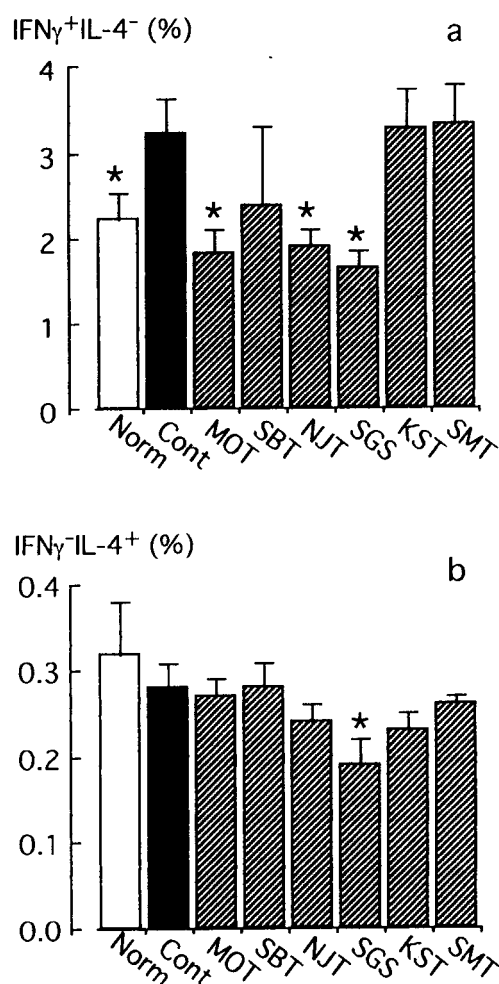 IFNγ⁺IL-4⁻ (%)
a
4
3
2
1
0
* * * *
Norm Cont MOT SBT NJT SGS KST SMT
IFNγ⁻IL-4⁺ (%)
b
0.4
0.3
0.2
0.1
0.0
*
Norm Cont MOT SBT NJT SGS KST SMT